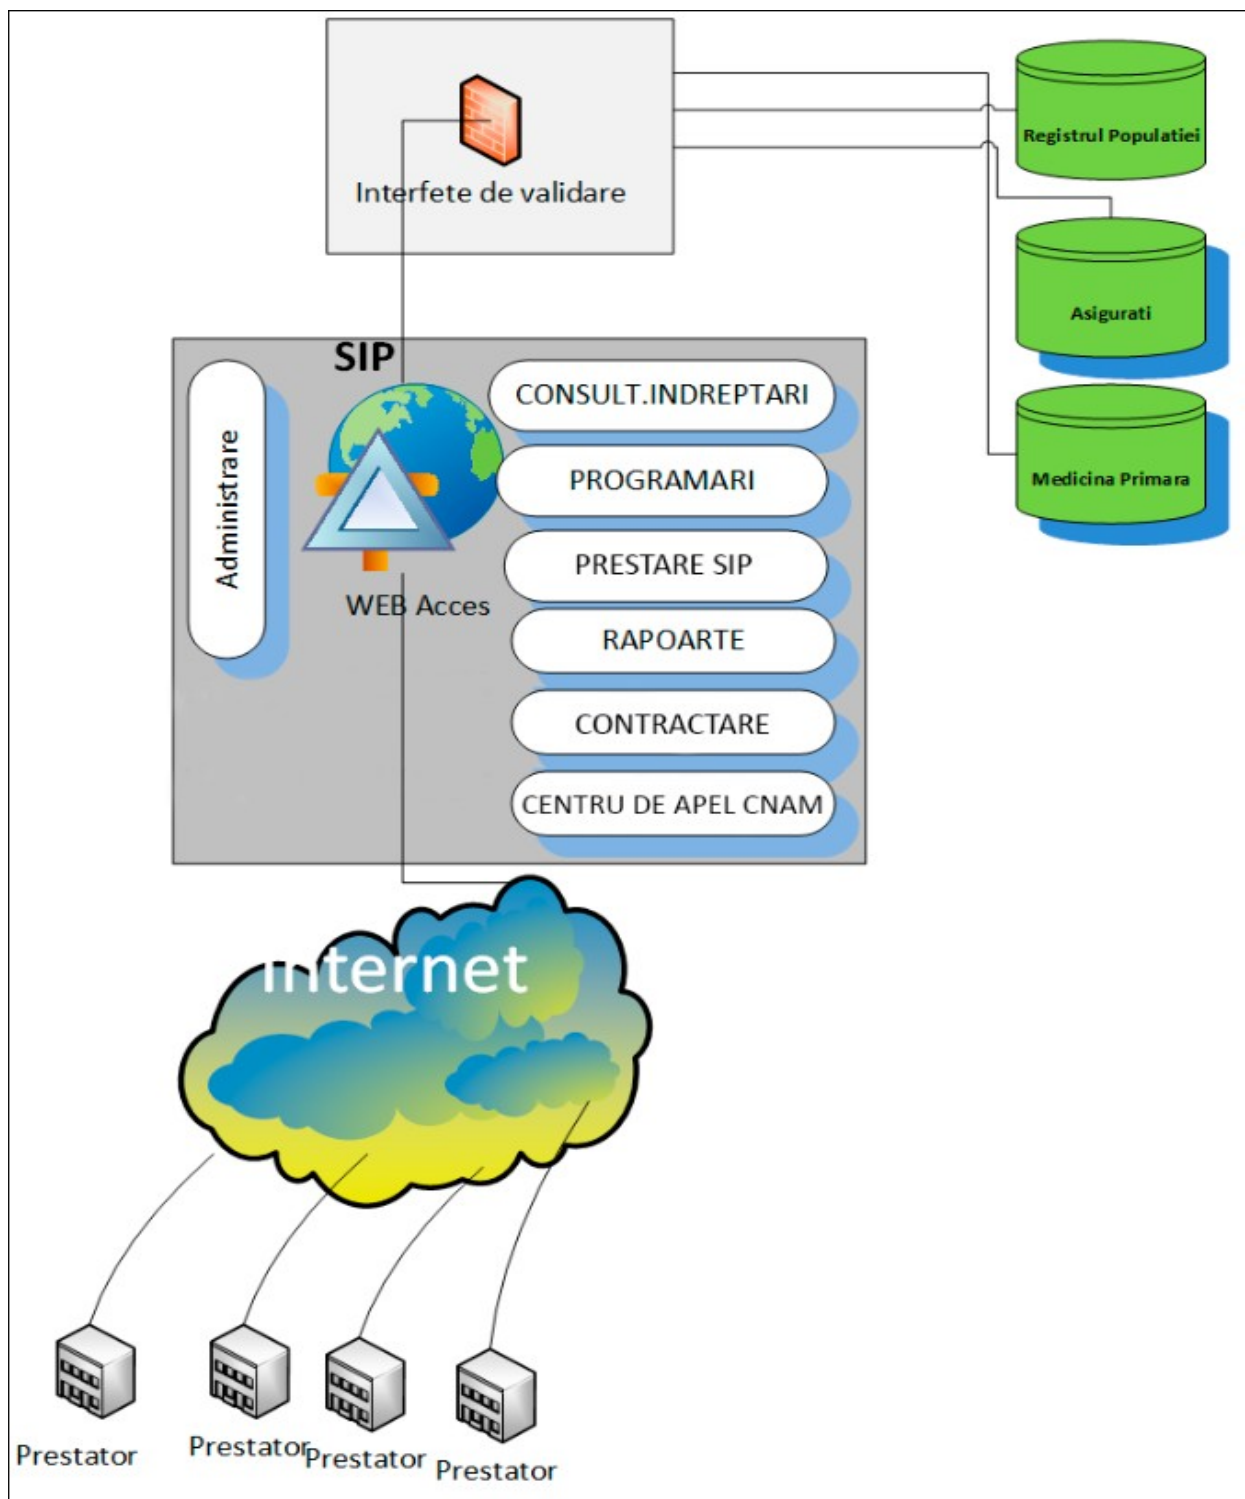 Interfete de validare
Registrul Populatiei
Asigurati
Medicina Primara
SIP
Administrare
WEB Acces
CONSULT.INDREPTARI
PROGRAMARI
PRESTARE SIP
RAPOARTE
CONTRACTARE
CENTRU DE APEL CNAM
Internet
Prestator
Prestator
Prestator
Prestator